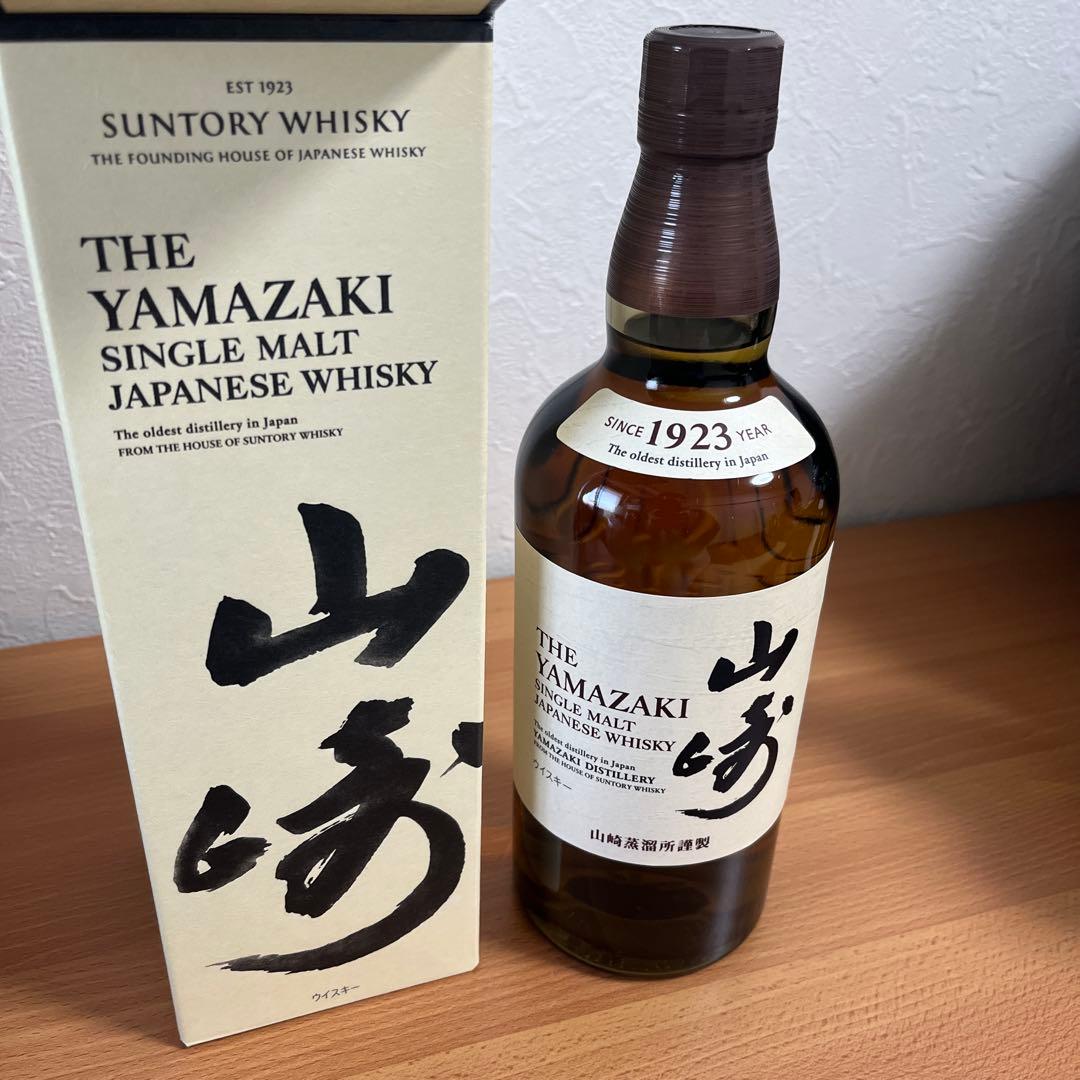 EST 1923
SUNTORY WHISKY
THE FOUNDING HOUSE OF JAPANESE WHISKY
THE
YAMAZAKI
SINGLE MALT
JAPANESE WHISKY
The oldest distillery in Japan
FROM THE HOUSE OF SUNTORY WHISKY
山
崎
ウイスキー
SINCE 1923 YEAR
The oldest distillery in Japan
THE
YAMAZAKI
SINGLE MALT
JAPANESE WHISKY
The oldest distillery in Japan
YAMAZAKI DISTILLERY
FROM THE HOUSE OF SUNTORY WHISKY
ウイスキー
山
崎
山崎蒸溜所謹製